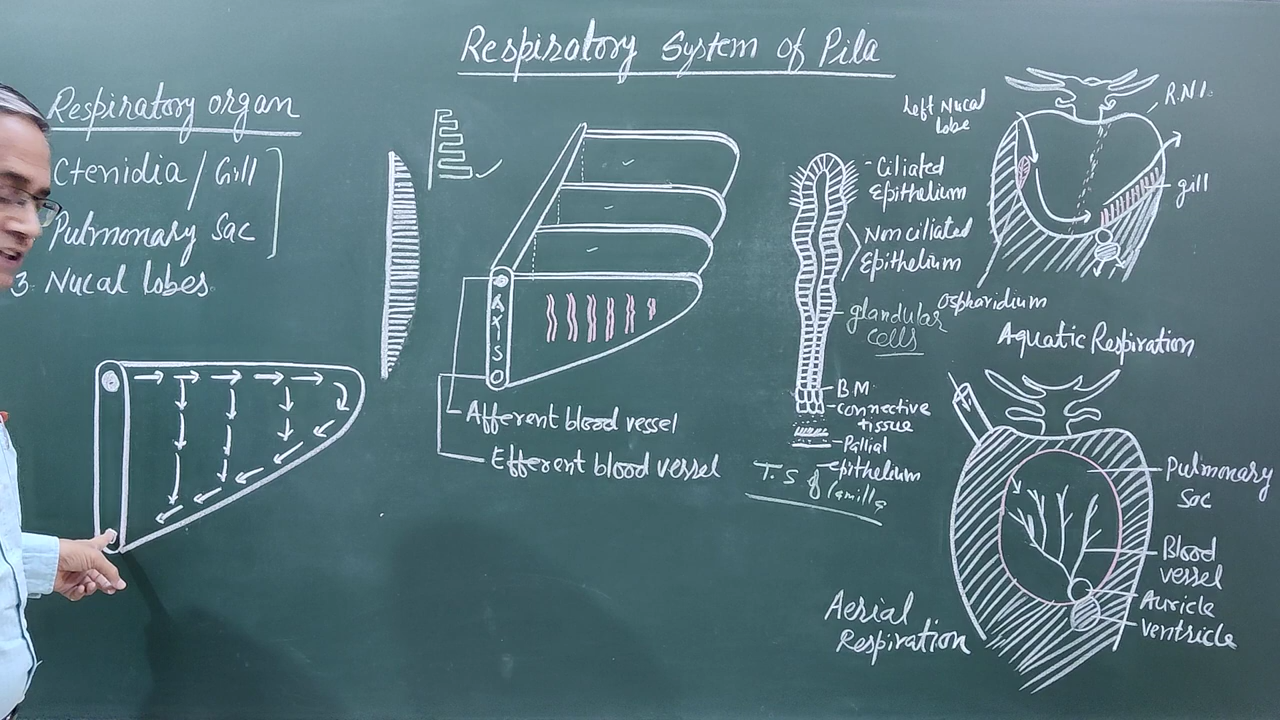 Respiratory System of Pila
Respiratory organ
Ctenidia / Gill
Pulmonary Sac
3. Nucal lobes
AXIS
Afferent blood vessel
Efferent blood vessel
Ciliated
Epithelium
Non ciliated
Epithelium
glandular
cells
B.M
connective
tissue
Pallial
epithelium
T.S of lamilla
Left Nucal
lobe
R.N.l.
gill
Ospharidium
Aquatic Respiration
Pulmonary
Sac
Blood
vessel
Auricle
ventricle
Aerial
Respiration